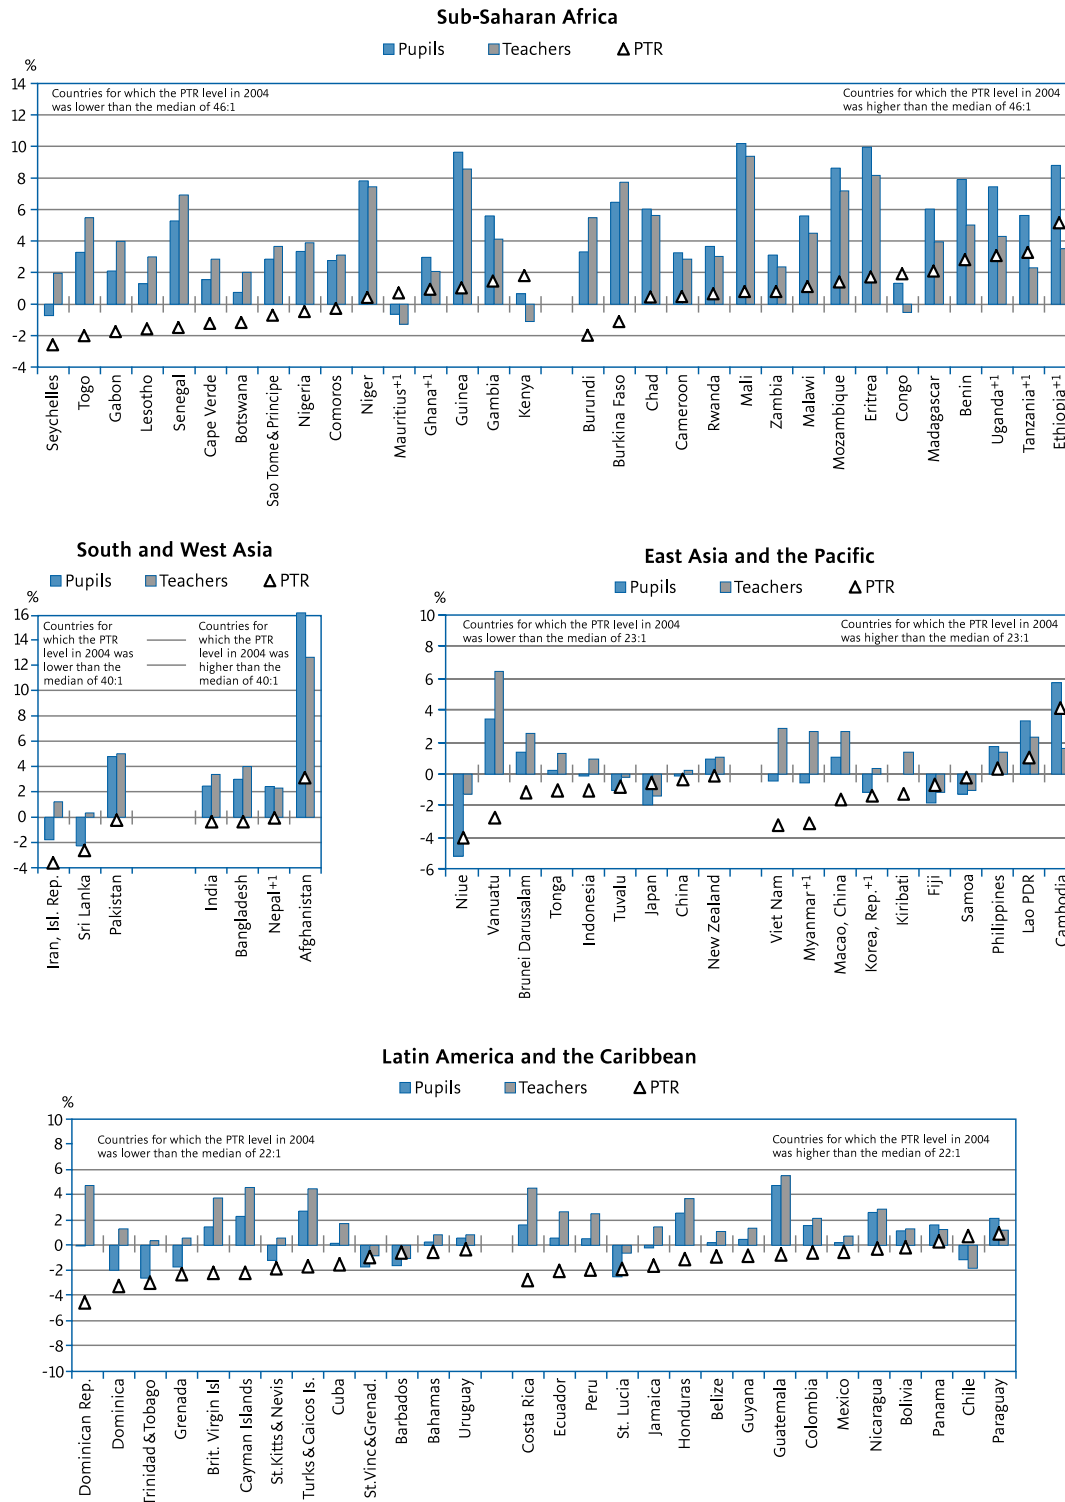 Sub-Saharan Africa
Pupils Teachers PTR
%
14
12
10
8
6
4
2
0
-2
-4
Countries for which the PTR level in 2004
was lower than the median of 46:1
Countries for which the PTR level in 2004
was higher than the median of 46:1
Seychelles
Togo
Gabon
Lesotho
Senegal
Cape Verde
Botswana
Sao Tome & Principe
Nigeria
Comoros
Niger
Mauritius+1
Ghana+1
Guinea
Gambia
Kenya
Burundi
Burkina Faso
Chad
Cameroon
Rwanda
Mali
Zambia
Malawi
Mozambique
Eritrea
Congo
Madagascar
Benin
Uganda+1
Tanzania+1
Ethiopia+1
South and West Asia
Pupils Teachers PTR
%
16
14
12
10
8
6
4
2
0
-2
-4
Countries for
which the PTR
level in 2004 was
lower than the
median of 40:1
Countries for
which the PTR
level in 2004 was
higher than the
median of 40:1
Iran, Isl. Rep.
Sri Lanka
Pakistan
India
Bangladesh
Nepal+1
Afghanistan
East Asia and the Pacific
Pupils Teachers PTR
%
10
8
6
4
2
0
-2
-4
-6
Countries for which the PTR level in 2004
was lower than the median of 23:1
Countries for which the PTR level in 2004
was higher than the median of 23:1
Niue
Vanuatu
Brunei Darussalam
Tonga
Indonesia
Tuvalu
Japan
China
New Zealand
Viet Nam
Myanmar+1
Macao, China
Korea, Rep.+1
Kiribati
Fiji
Samoa
Philippines
Lao PDR
Cambodia
Latin America and the Caribbean
Pupils Teachers PTR
%
10
8
6
4
2
0
-2
-4
-6
-8
-10
Countries for which the PTR level in 2004
was lower than the median of 22:1
Countries for which the PTR level in 2004
was higher than the median of 22:1
Dominican Rep.
Dominica
Trinidad & Tobago
Grenada
Brit. Virgin Isl
Cayman Islands
St.Kitts & Nevis
Turks & Caicos Is.
Cuba
St.Vinc&Grenad.
Barbados
Bahamas
Uruguay
Costa Rica
Ecuador
Peru
St. Lucia
Jamaica
Honduras
Belize
Guyana
Guatemala
Colombia
Mexico
Nicaragua
Bolivia
Panama
Chile
Paraguay